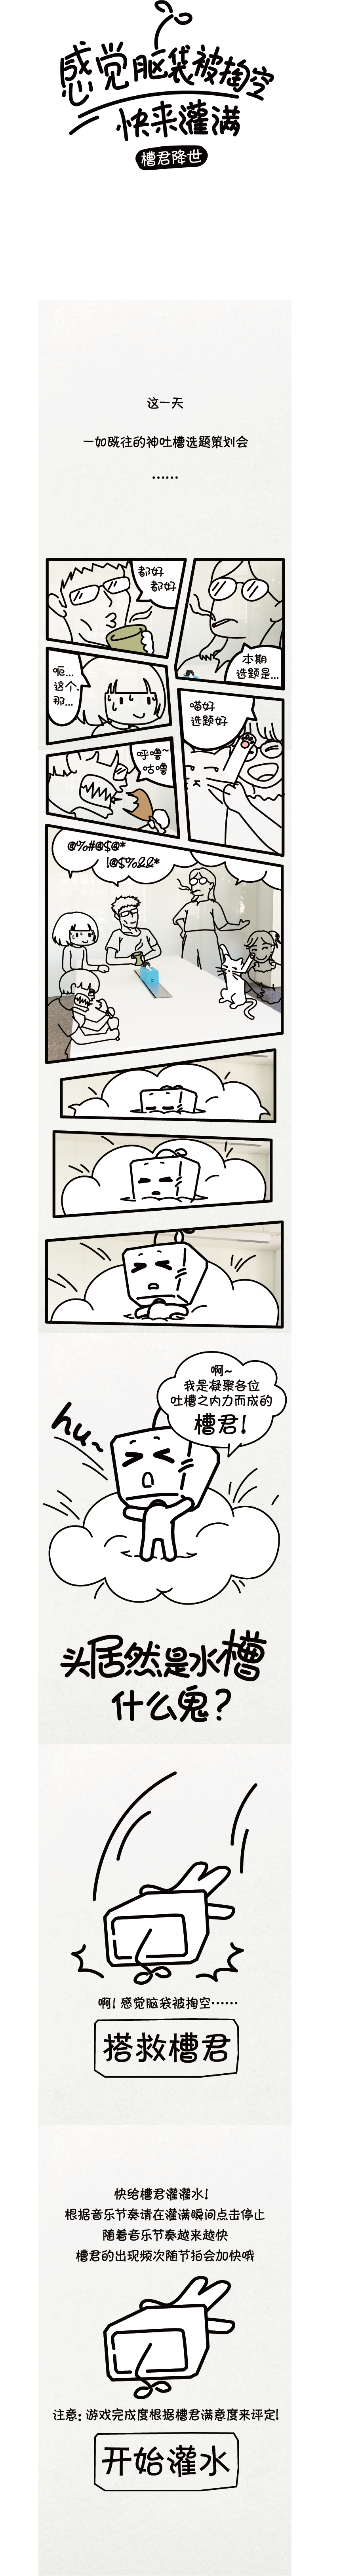 感觉脑袋被掏空
快来灌满
槽君降世
这一天
一如既往的神吐槽选题策划会
……
都好
都好
本期
选题是...
呃...
这个.
那...
喵好
选题好
呼噜~
咕噜
@%#@$@*
!@$%&&*
hu~
啊~
我是凝聚各位
吐槽之内力而成的
槽君!
头居然是水槽
什么鬼?
啊! 感觉脑袋被掏空……
搭救槽君
快给槽君灌灌水!
根据音乐节奏请在灌满瞬间点击停止
随着音乐节奏越来越快
槽君的出现频次随节拍会加快哦
注意: 游戏完成度根据槽君满意度来评定!
开始灌水